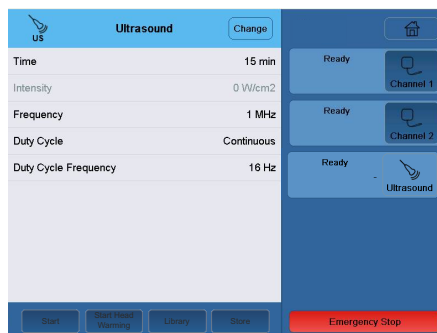 US
Ultrasound
Change
Time 15 min
Intensity 0 W/cm2
Frequency 1 MHz
Duty Cycle Continuous
Duty Cycle Frequency 16 Hz
Start
Start Head
Warming
Library
Store
Ready
Channel 1
Ready
Channel 2
Ready
-
Ultrasound
Emergency Stop